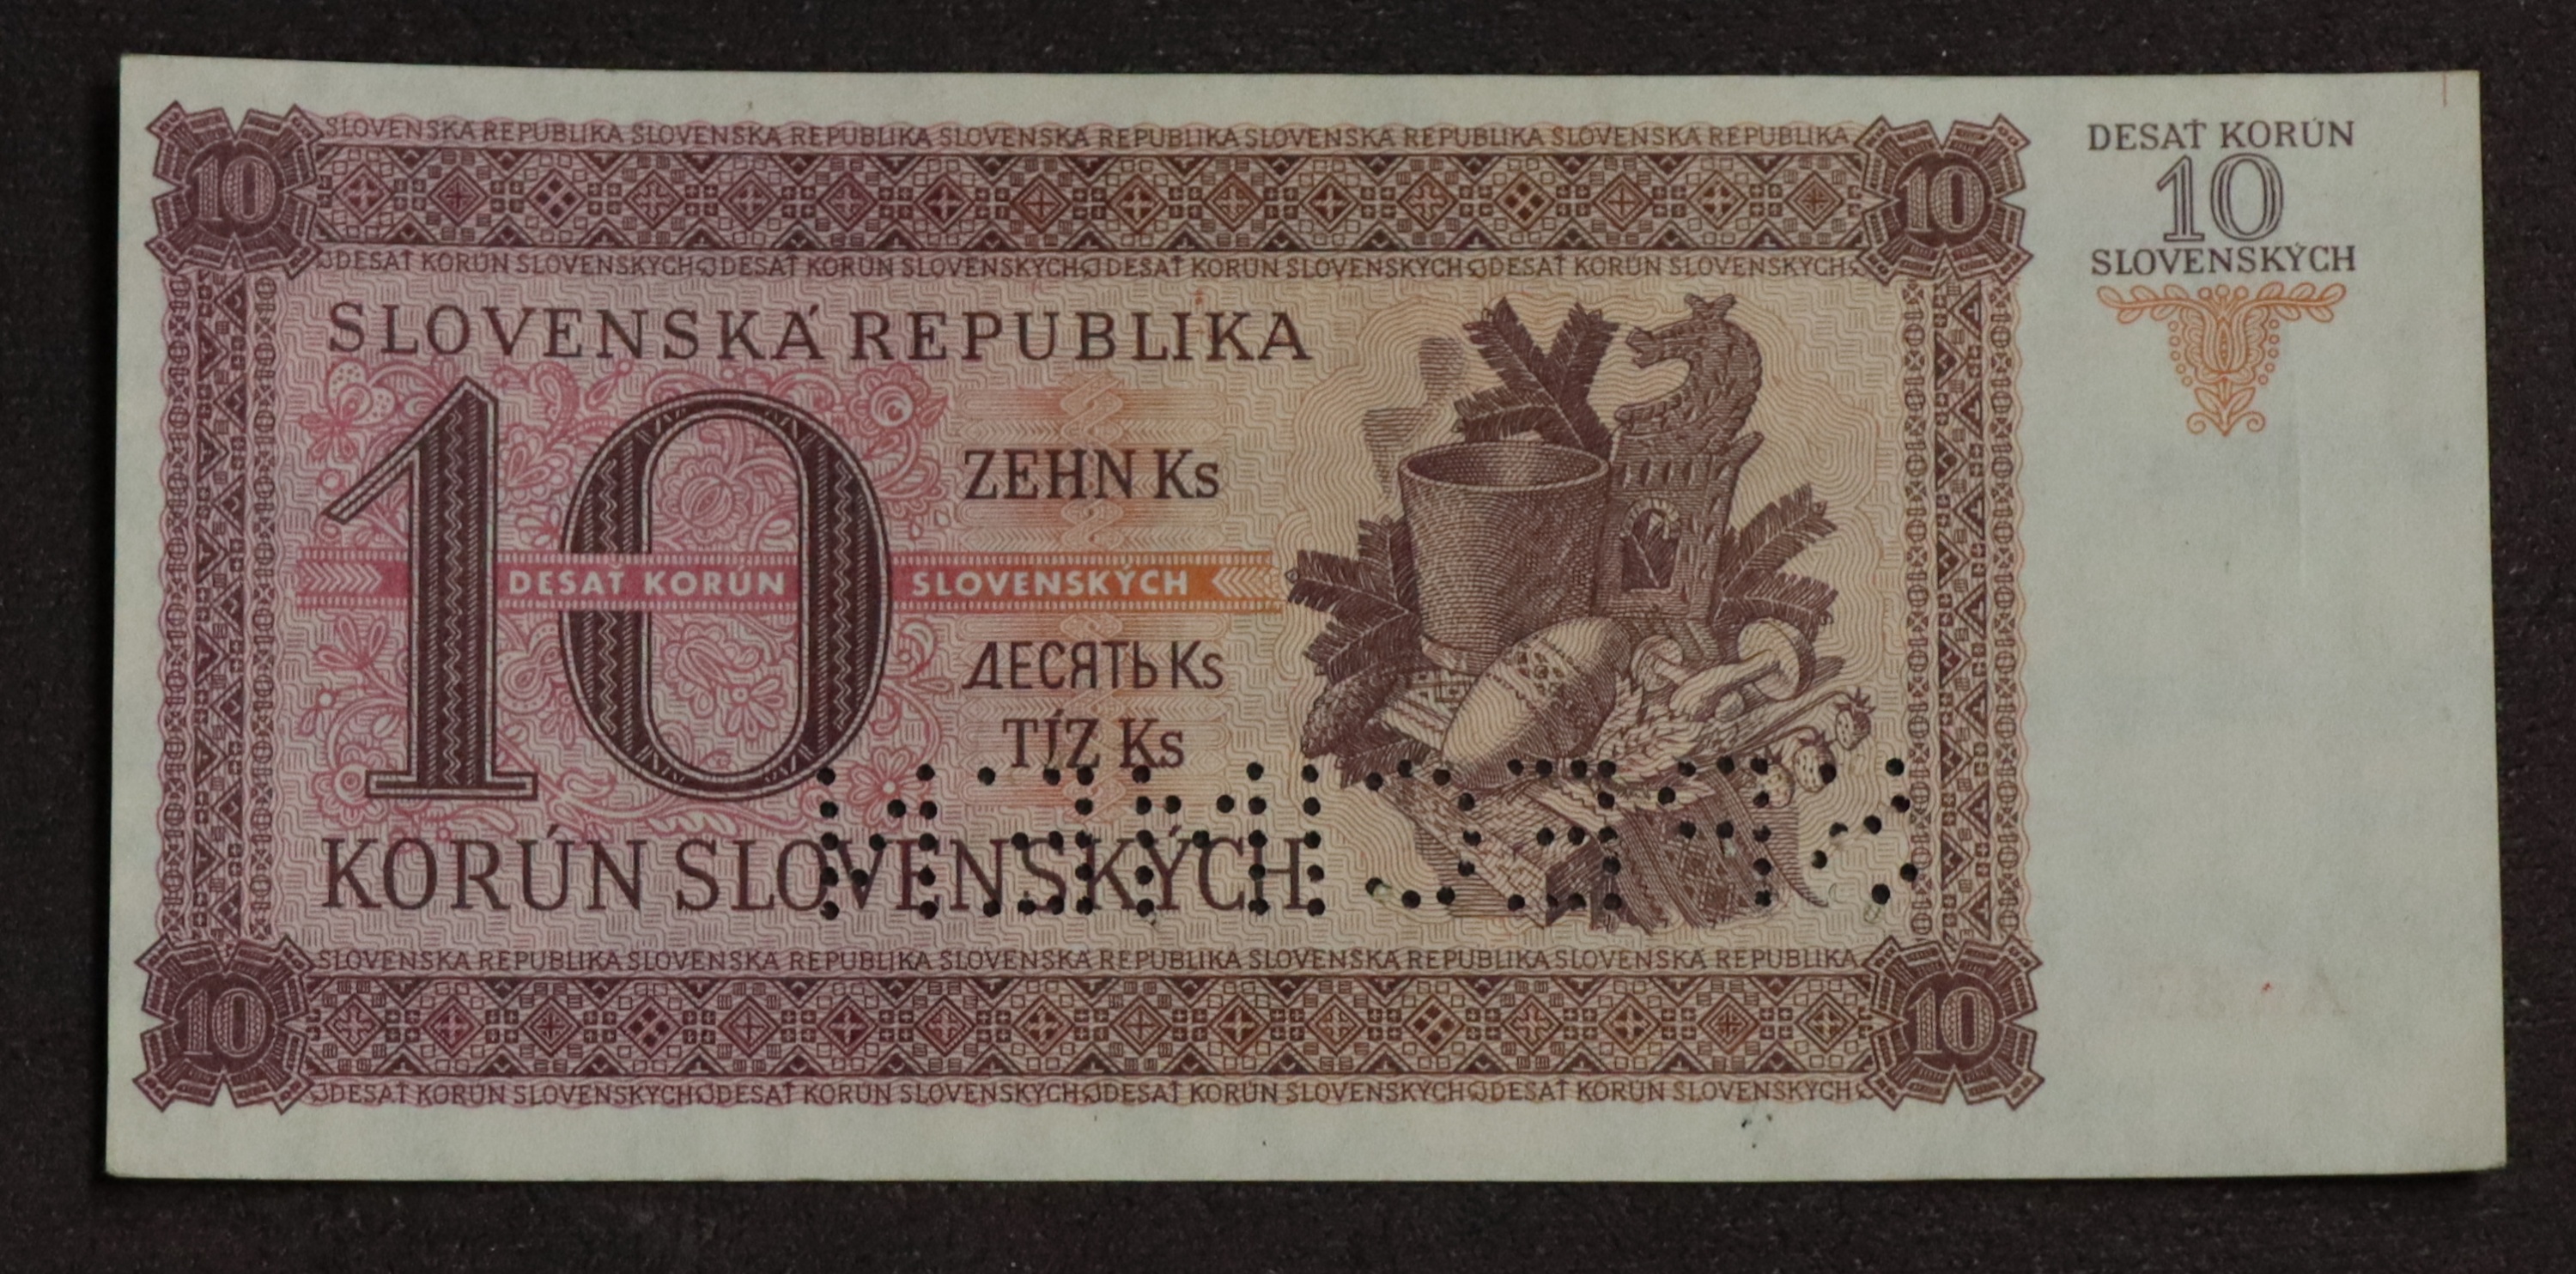 SLOVENSKÁ REPUBLIKA SLOVENSKÁ REPUBLIKA SLOVENSKÁ REPUBLIKA SLOVENSKÁ REPUBLIKA SLOVENSKÁ REPUBLIKA
10
10
DESAŤ KORÚN SLOVENSKÝCH DESAŤ KORÚN SLOVENSKÝCH DESAŤ KORÚN SLOVENSKÝCH DESAŤ KORÚN SLOVENSKÝCH
DESAŤ KORÚN
10
SLOVENSKÝCH
SLOVENSKÁ REPUBLIKA
10
ZEHN Ks
DESAŤ KORÚN SLOVENSKÝCH
ДЕСЯТЬ Ks
TÍZ Ks
KORÚN SLOVENSKÝCH
SPECIMEN
SLOVENSKÁ REPUBLIKA SLOVENSKÁ REPUBLIKA SLOVENSKÁ REPUBLIKA SLOVENSKÁ REPUBLIKA SLOVENSKÁ REPUBLIKA
10
10
DESAŤ KORÚN SLOVENSKÝCH DESAŤ KORÚN SLOVENSKÝCH DESAŤ KORÚN SLOVENSKÝCH DESAŤ KORÚN SLOVENSKÝCH